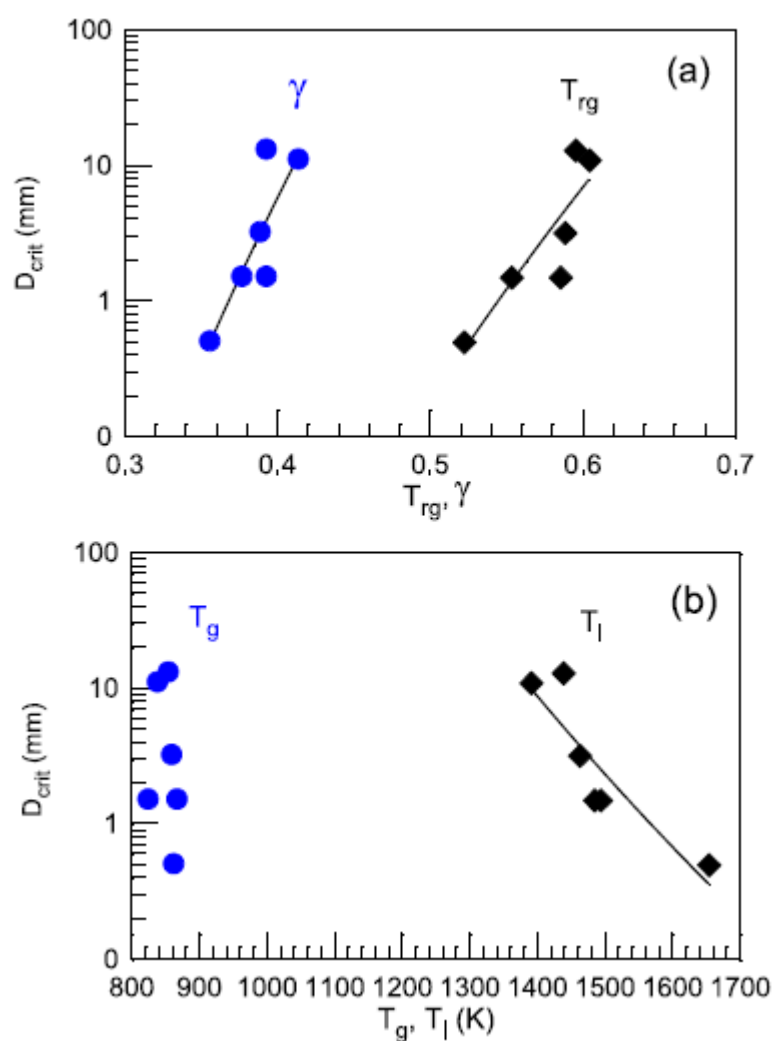 100
(a)
γ
T_rg
10
D_crit (mm)
1
0
0.3 0.4 0.5 0.6 0.7
T_rg, γ
100
(b)
T_g
T_l
10
D_crit (mm)
1
0
800 900 1000 1100 1200 1300 1400 1500 1600 1700
T_g, T_l (K)